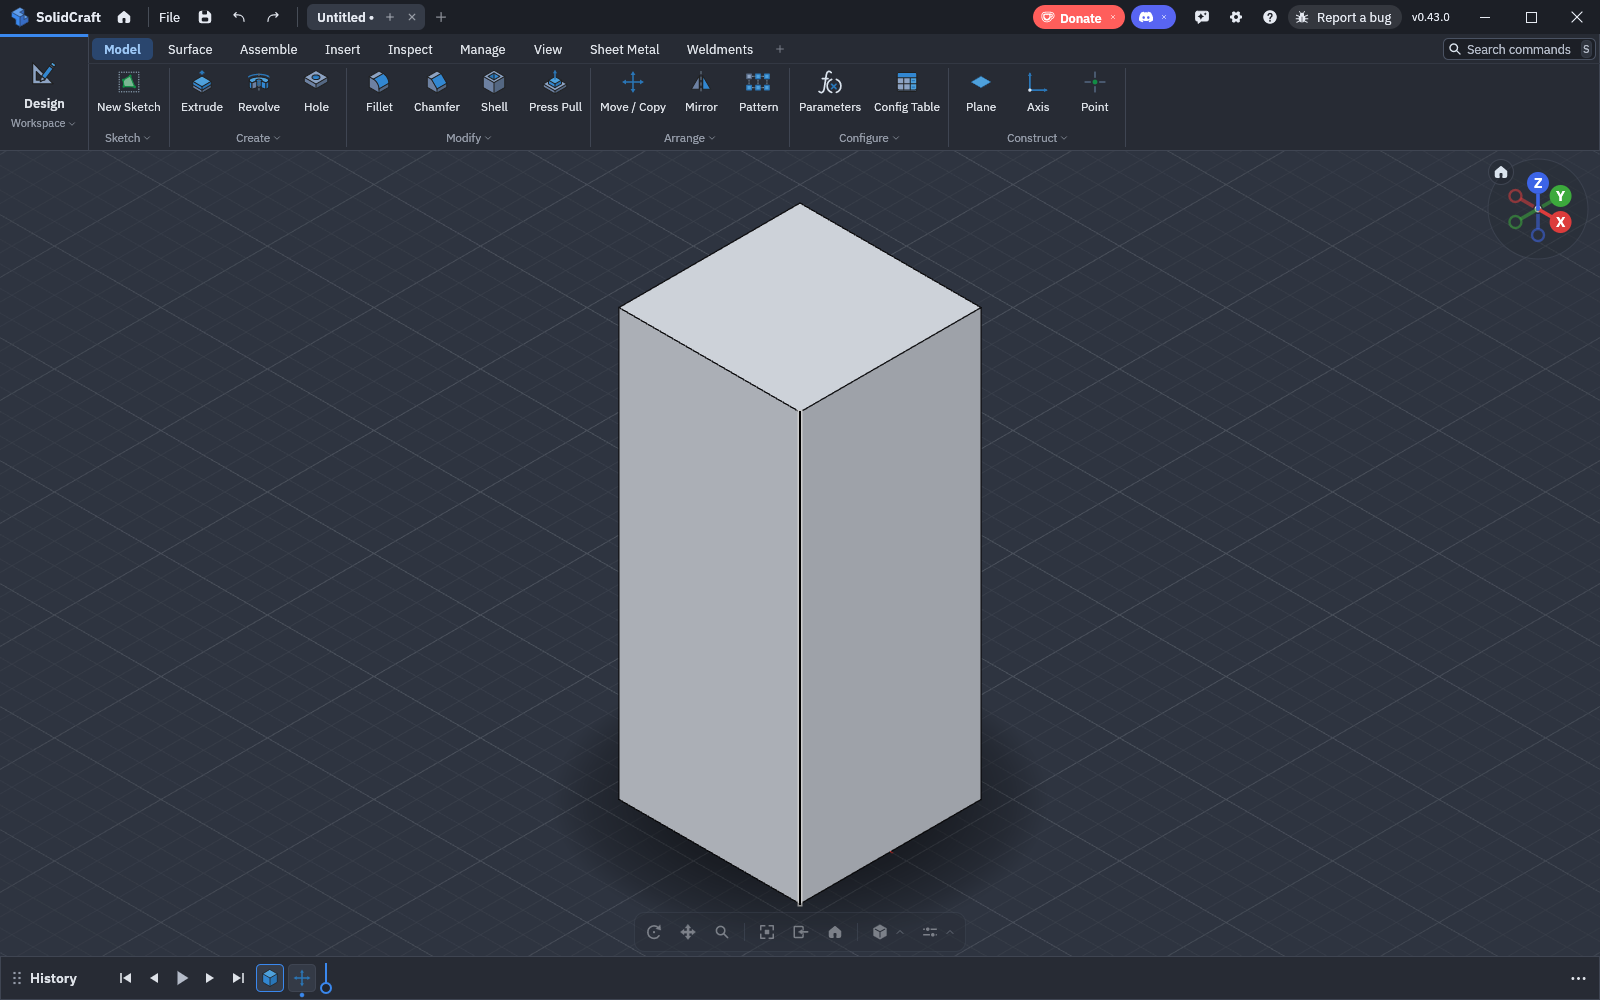 SolidCraft File Untitled • Donate Report a bug v0.43.0
Model Surface Assemble Insert Inspect Manage View Sheet Metal Weldments Search commands S
Design
Workspace
New Sketch Extrude Revolve Hole Fillet Chamfer Shell Press Pull Move / Copy Mirror Pattern Parameters Config Table Plane Axis Point
Sketch Create Modify Arrange Configure Construct
Z
Y
X
History